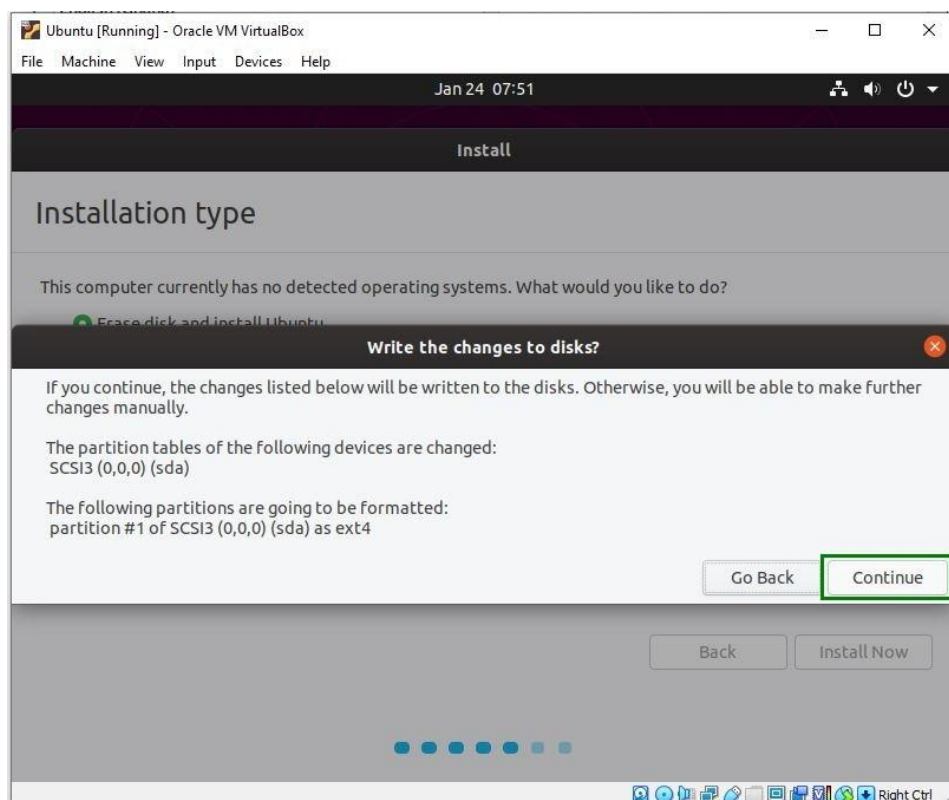 Ubuntu [Running] - Oracle VM VirtualBox
File Machine View Input Devices Help
Jan 24 07:51
Install
Installation type
This computer currently has no detected operating systems. What would you like to do?
Erase disk and install Ubuntu
Write the changes to disks?
If you continue, the changes listed below will be written to the disks. Otherwise, you will be able to make further
changes manually.
The partition tables of the following devices are changed:
SCSI3 (0,0,0) (sda)
The following partitions are going to be formatted:
partition #1 of SCSI3 (0,0,0) (sda) as ext4
Go Back Continue
Back Install Now
Right Ctrl